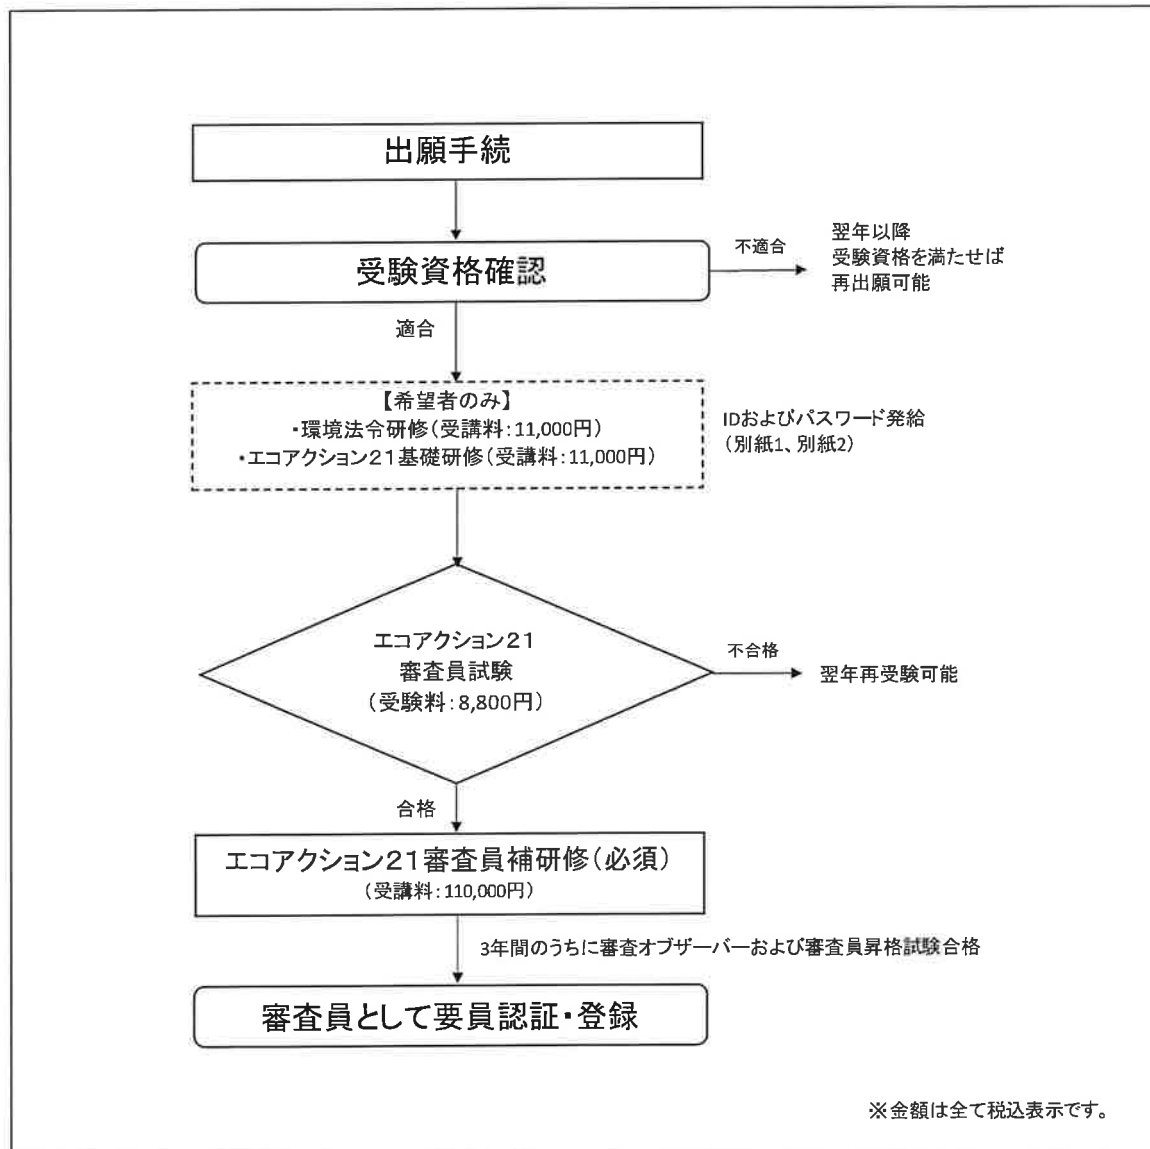 出願手続
受験資格確認
不適合
翌年以降
受験資格を満たせば
再出願可能
適合
【希望者のみ】
・環境法令研修(受講料:11,000円)
・エコアクション21基礎研修(受講料:11,000円)
IDおよびパスワード発給
(別紙1、別紙2)
エコアクション21
審査員試験
(受験料:8,800円)
不合格
翌年再受験可能
合格
エコアクション21審査員補研修(必須)
(受講料:110,000円)
3年間のうちに審査オブザーバーおよび審査員昇格試験合格
審査員として要員認証・登録
※金額は全て税込表示です。